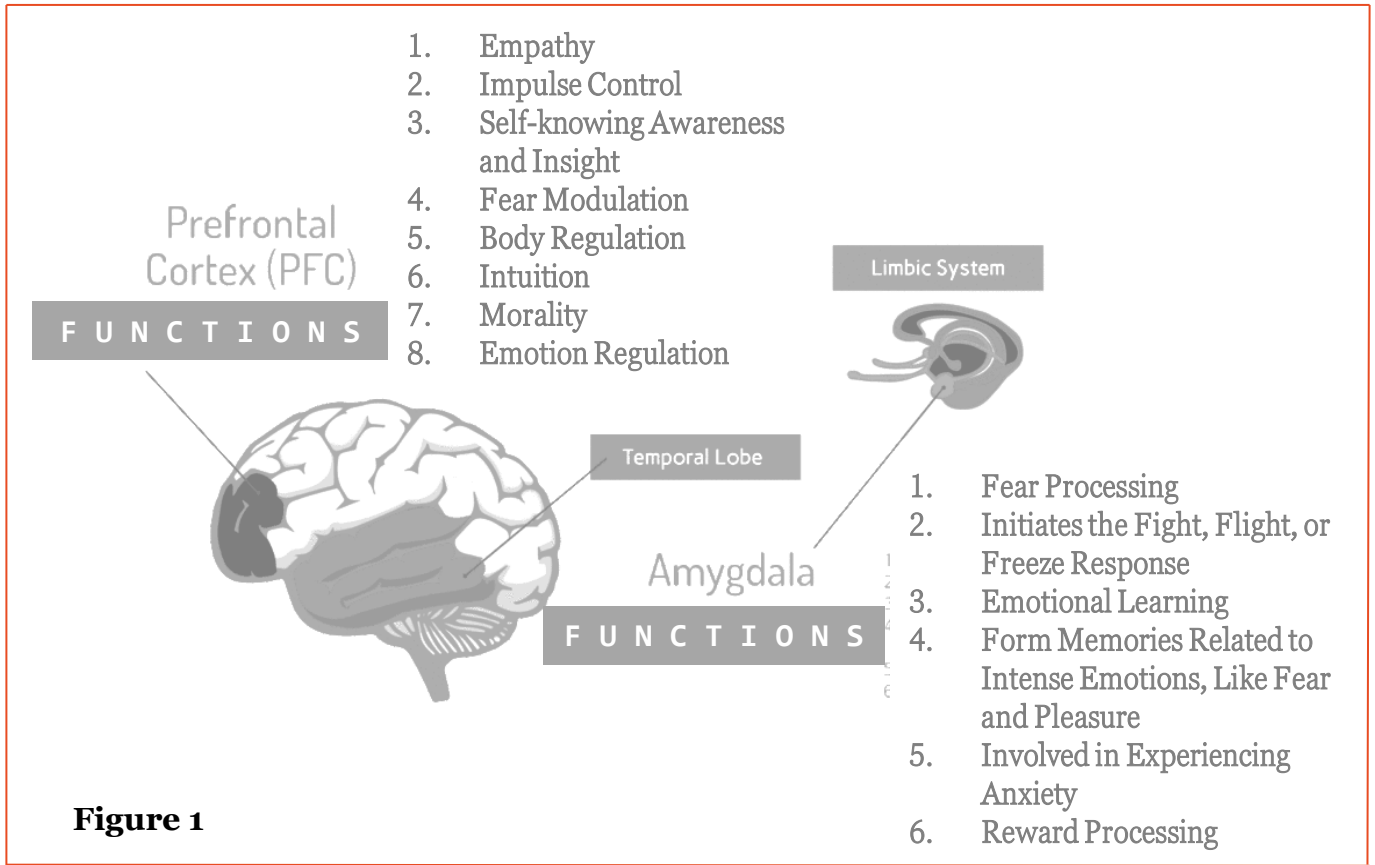 1. Empathy
2. Impulse Control
3. Self-knowing Awareness
and Insight
4. Fear Modulation
5. Body Regulation
6. Intuition
7. Morality
8. Emotion Regulation
Prefrontal
Cortex (PFC)
FUNCTIONS
Limbic System
Temporal Lobe
Amygdala
FUNCTIONS
1. Fear Processing
2. Initiates the Fight, Flight, or
Freeze Response
3. Emotional Learning
4. Form Memories Related to
Intense Emotions, Like Fear
and Pleasure
5. Involved in Experiencing
Anxiety
6. Reward Processing
Figure 1